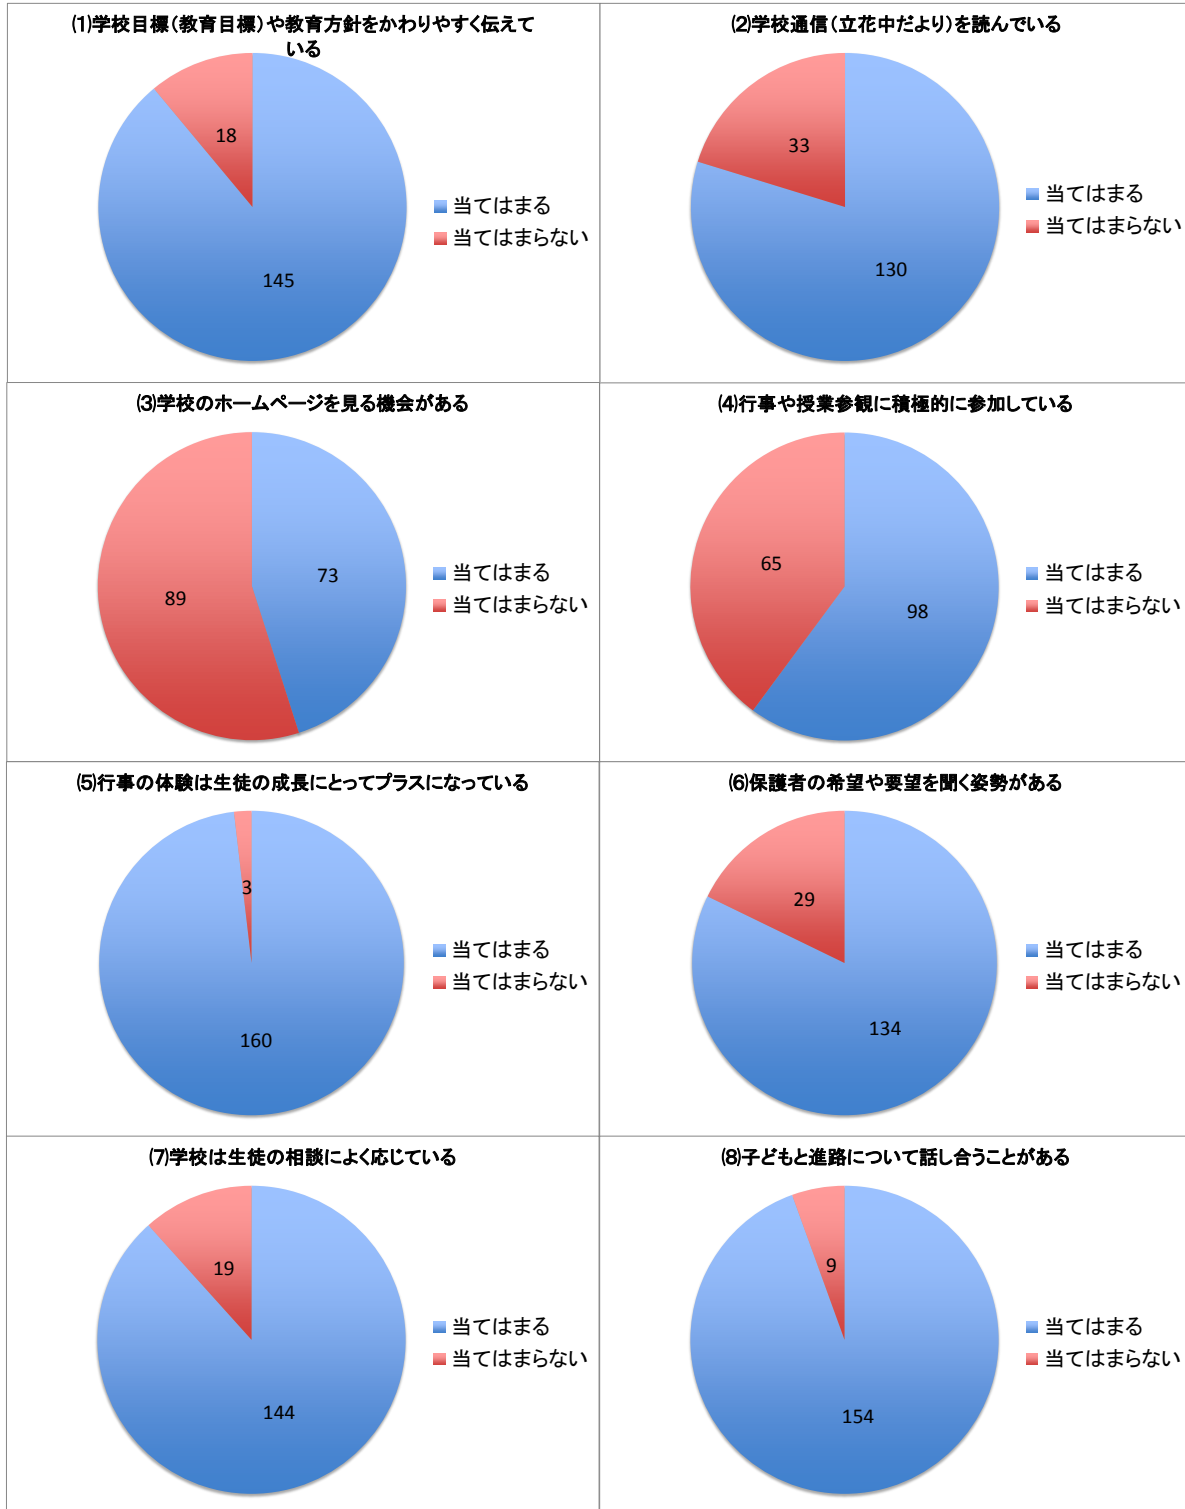 (1)学校目標(教育目標)や教育方針をかわりやすく伝えて
いる
18
145
当てはまる
当てはまらない
(2)学校通信(立花中だより)を読んでいる
33
130
当てはまる
当てはまらない
(3)学校のホームページを見る機会がある
89
73
当てはまる
当てはまらない
(4)行事や授業参観に積極的に参加している
65
98
当てはまる
当てはまらない
(5)行事の体験は生徒の成長にとってプラスになっている
3
160
当てはまる
当てはまらない
(6)保護者の希望や要望を聞く姿勢がある
29
134
当てはまる
当てはまらない
(7)学校は生徒の相談によく応じている
19
144
当てはまる
当てはまらない
(8)子どもと進路について話し合うことがある
9
154
当てはまる
当てはまらない